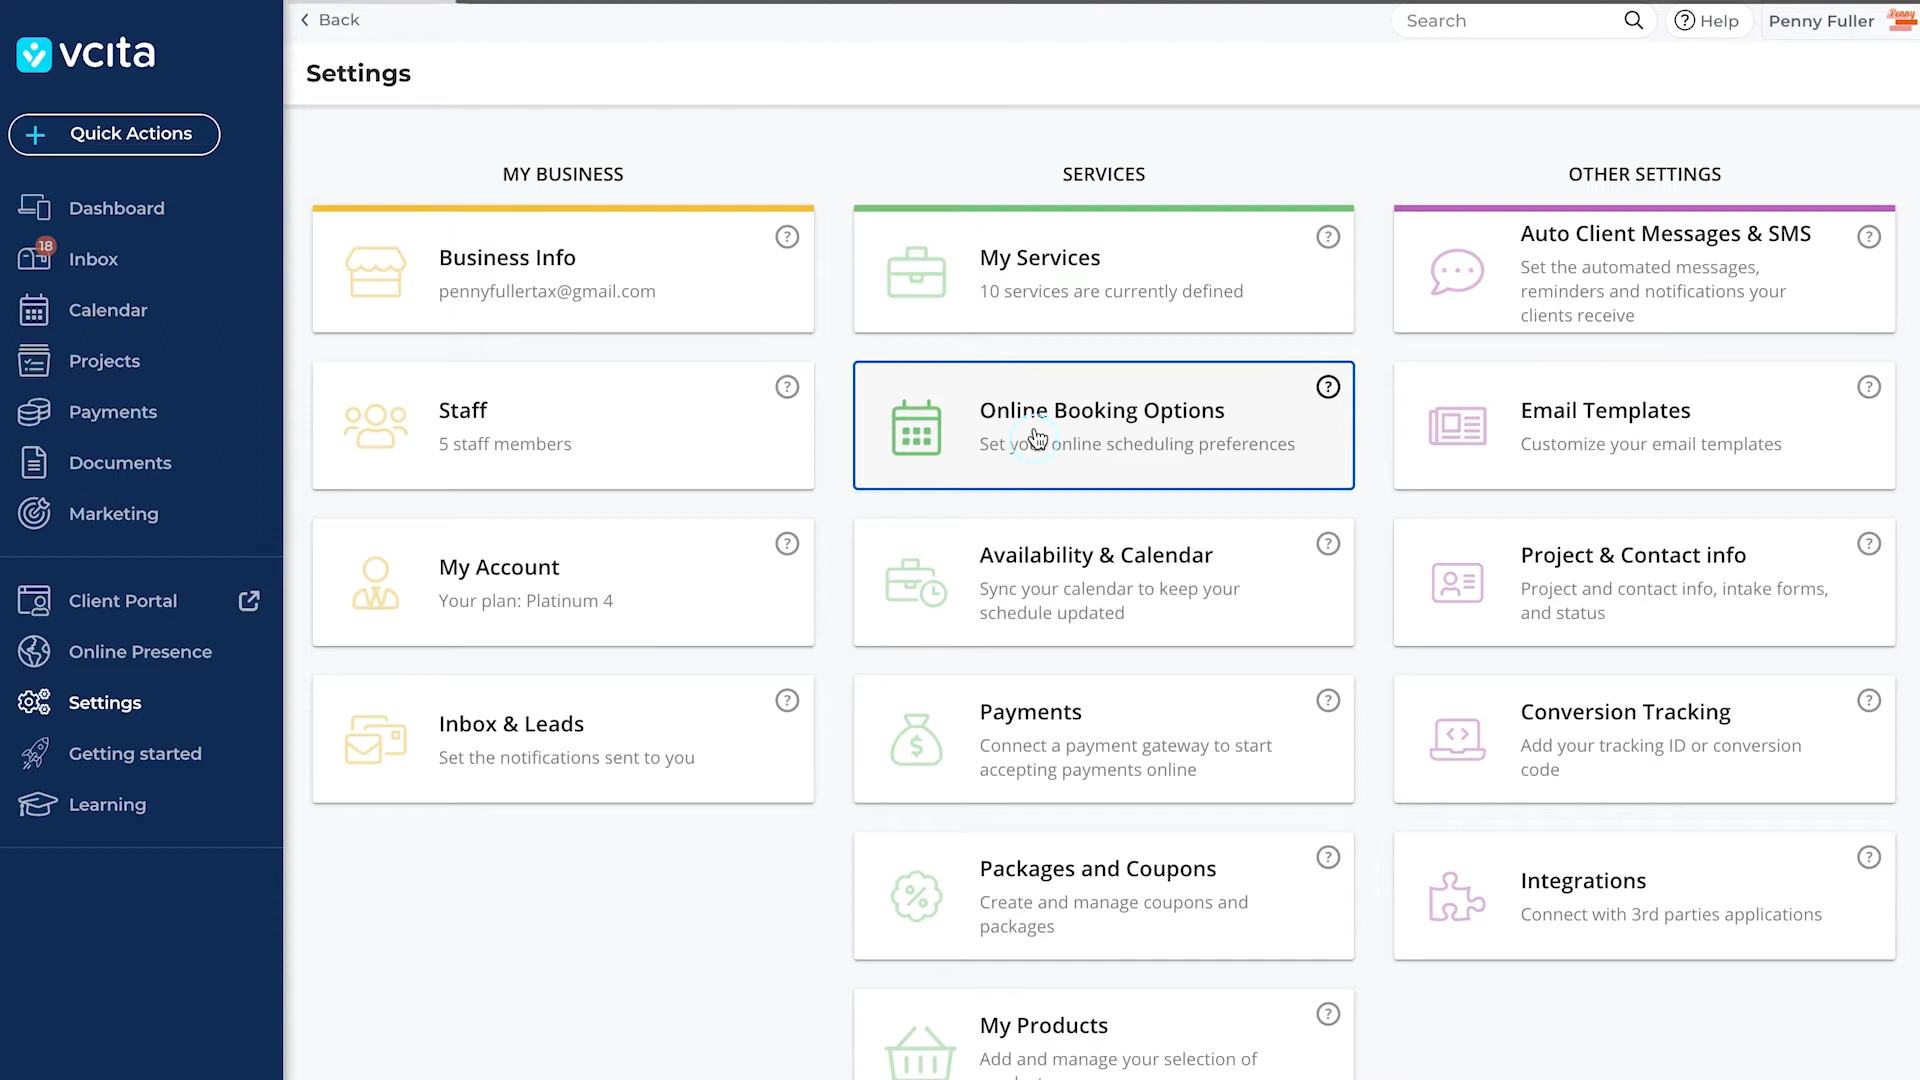 vcita
Quick Actions
Dashboard
18
Inbox
Calendar
Projects
Payments
Documents
Marketing
Client Portal
Online Presence
Settings
Getting started
Learning
Back
Search
? Help
Penny Fuller
Penny
Settings
MY BUSINESS
Business Info
?
pennyfullertax@gmail.com
Staff
?
5 staff members
My Account
?
Your plan: Platinum 4
Inbox & Leads
?
Set the notifications sent to you
SERVICES
My Services
?
10 services are currently defined
Online Booking Options
?
Set your online scheduling preferences
Availability & Calendar
?
Sync your calendar to keep your
schedule updated
Payments
?
$
Connect a payment gateway to start
accepting payments online
Packages and Coupons
?
%
Create and manage coupons and
packages
My Products
?
Add and manage your selection of
OTHER SETTINGS
Auto Client Messages & SMS
?
Set the automated messages,
reminders and notifications your
clients receive
Email Templates
?
Customize your email templates
Project & Contact info
?
Project and contact info, intake forms,
and status
Conversion Tracking
?
Add your tracking ID or conversion
code
Integrations
?
Connect with 3rd parties applications